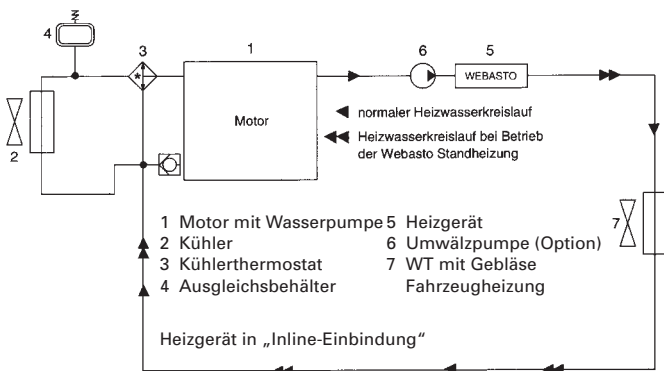 4
3
1
6
5
WEBASTO
Motor
normaler Heizwasserkreislauf
Heizwasserkreislauf bei Betrieb
der Webasto Standheizung
2
7
*
1 Motor mit Wasserpumpe
2 Kühler
3 Kühlerthermostat
4 Ausgleichsbehälter
5 Heizgerät
6 Umwälzpumpe (Option)
7 WT mit Gebläse
Fahrzeugheizung
Heizgerät in „Inline-Einbindung“